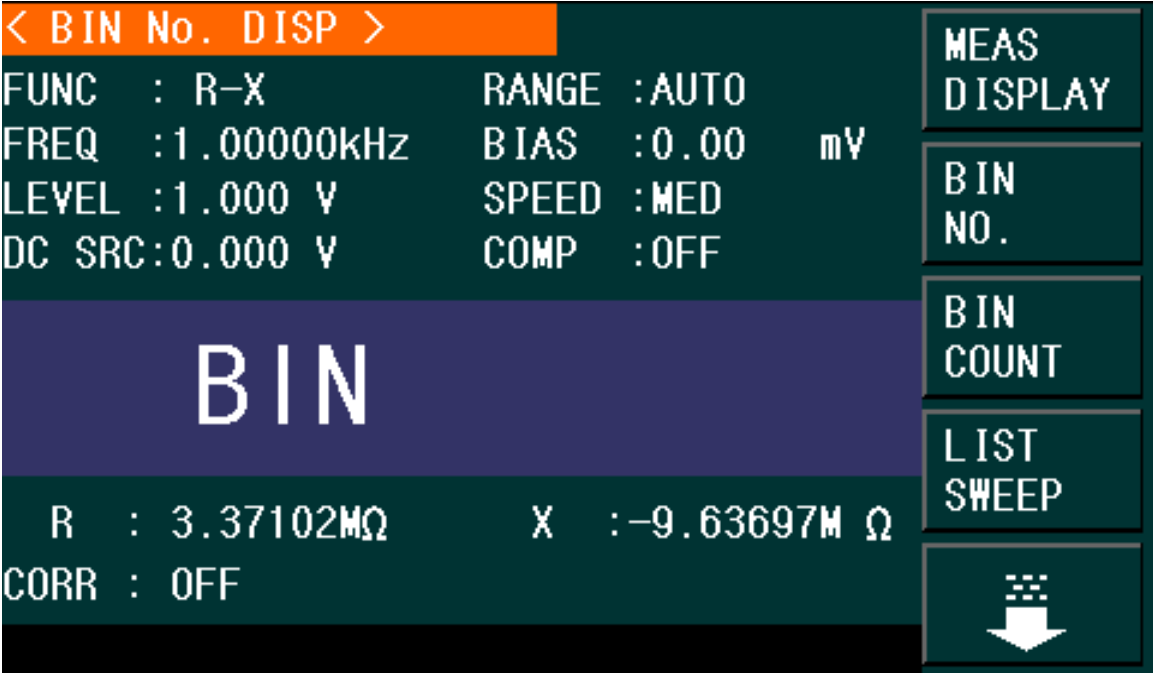 < BIN No. DISP >
FUNC : R-X RANGE :AUTO
FREQ :1.00000kHz BIAS :0.00 mV
LEVEL :1.000 V SPEED :MED
DC SRC:0.000 V COMP :OFF
BIN
R : 3.37102MΩ X :-9.63697M Ω
CORR : OFF
MEAS
DISPLAY
BIN
NO.
BIN
COUNT
LIST
SWEEP